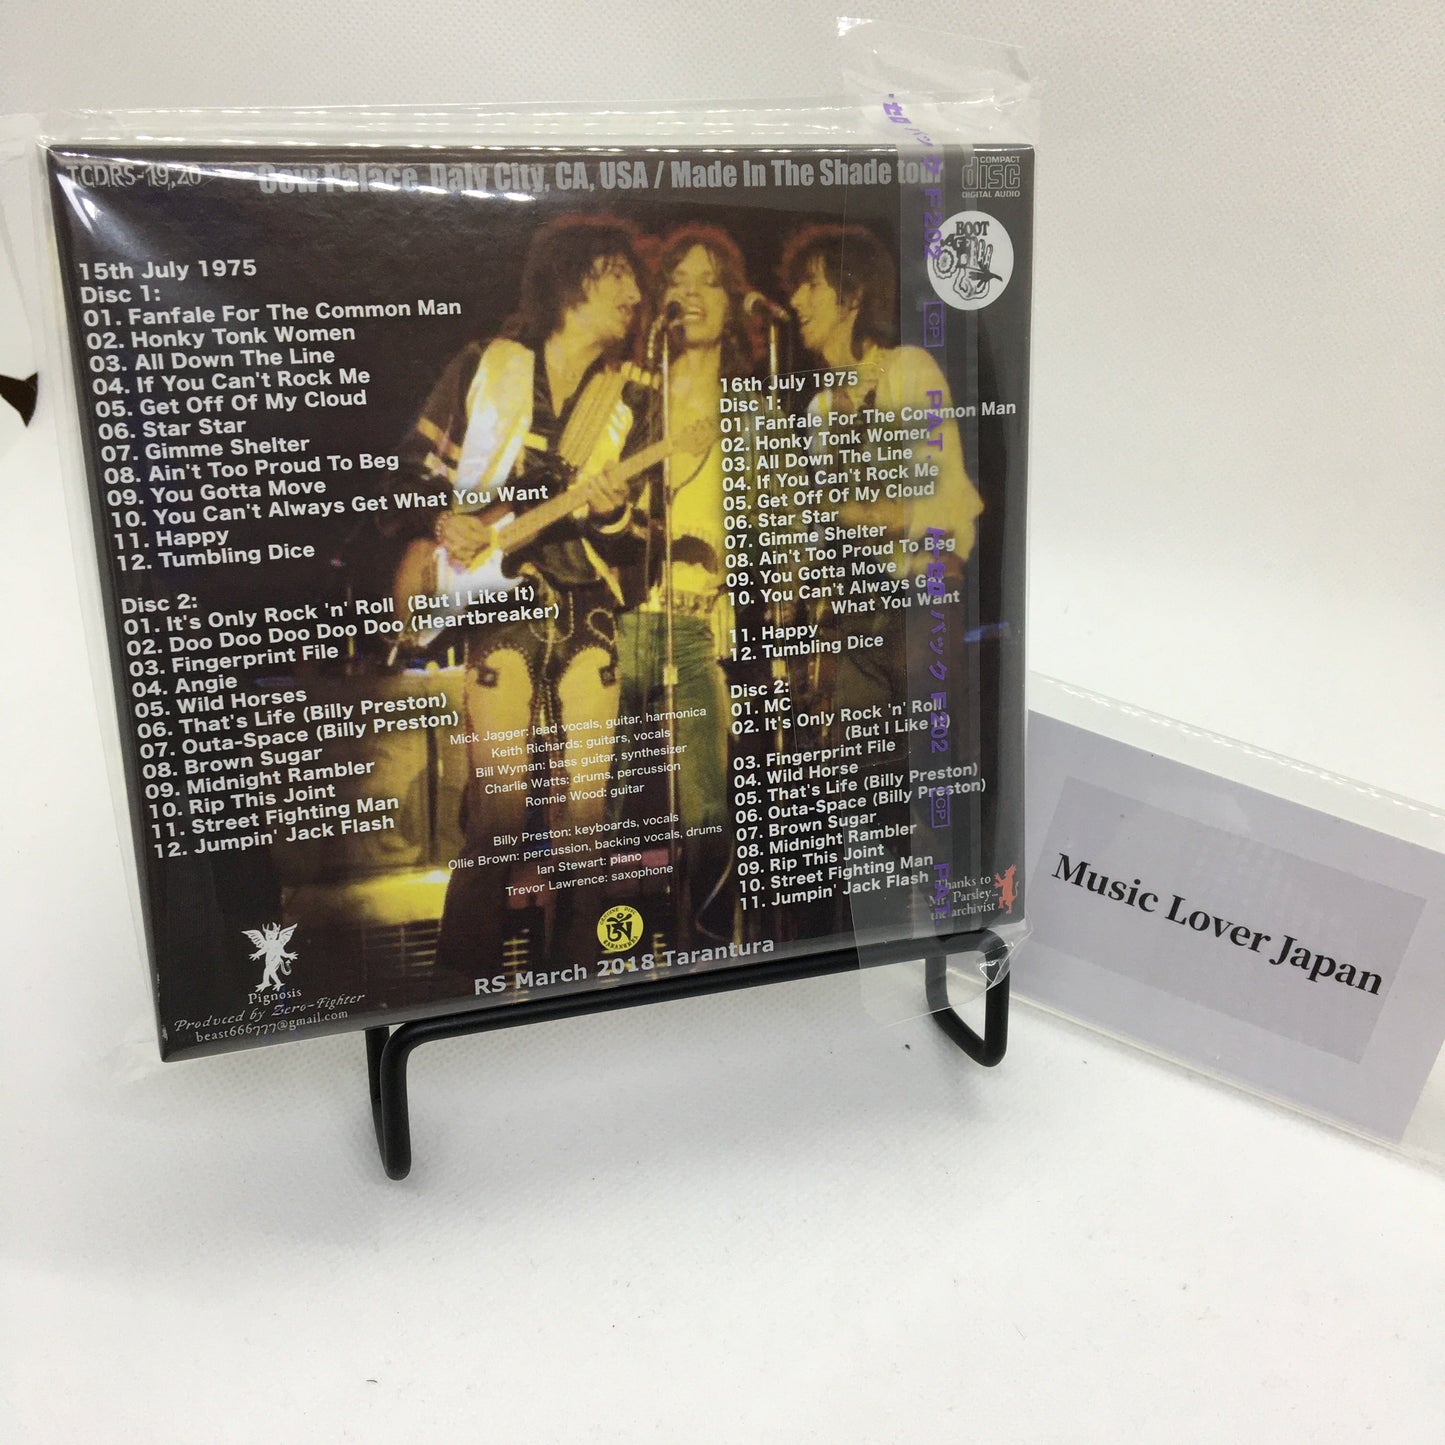 TCDRS-19,20
Cow Palace, Daly City, CA, USA / Made In The Shade tour
COMPACT
disc
DIGITAL AUDIO
BOOT
15th July 1975
Disc 1:
01. Fanfale For The Common Man
02. Honky Tonk Women
03. All Down The Line
04. If You Can't Rock Me
05. Get Off Of My Cloud
06. Star Star
07. Gimme Shelter
08. Ain't Too Proud To Beg
09. You Gotta Move
10. You Can't Always Get What You Want
11. Happy
12. Tumbling Dice
Disc 2:
01. It's Only Rock 'n' Roll (But I Like It)
02. Doo Doo Doo Doo Doo (Heartbreaker)
03. Fingerprint File
04. Angie
05. Wild Horses
06. That's Life (Billy Preston)
07. Outa-Space (Billy Preston)
08. Brown Sugar
09. Midnight Rambler
10. Rip This Joint
11. Street Fighting Man
12. Jumpin' Jack Flash
Mick Jagger: lead vocals, guitar, harmonica
Keith Richards: guitars, vocals
Bill Wyman: bass guitar, synthesizer
Charlie Watts: drums, percussion
Ronnie Wood: guitar
Billy Preston: keyboards, vocals
Ollie Brown: percussion, backing vocals, drums
Ian Stewart: piano
Trevor Lawrence: saxophone
16th July 1975
Disc 1:
01. Fanfale For The Common Man
02. Honky Tonk Women
03. All Down The Line
04. If You Can't Rock Me
05. Get Off Of My Cloud
06. Star Star
07. Gimme Shelter
08. Ain't Too Proud To Beg
09. You Gotta Move
10. You Can't Always Get
What You Want
11. Happy
12. Tumbling Dice
Disc 2:
01. MC
02. It's Only Rock 'n' Roll
(But I Like It)
03. Fingerprint File
04. Wild Horse
05. That's Life (Billy Preston)
06. Outa-Space (Billy Preston)
07. Brown Sugar
08. Midnight Rambler
09. Rip This Joint
10. Street Fighting Man
11. Jumpin' Jack Flash
Thanks to
Mr. Parsley-
the archivist
Pignosis
Produced by Zero-Fighter
beast666777@gmail.com
RS March 2018 Tarantura
パック F202
CP
PAT.
パック F202
CP
PAT
Music Lover Japan